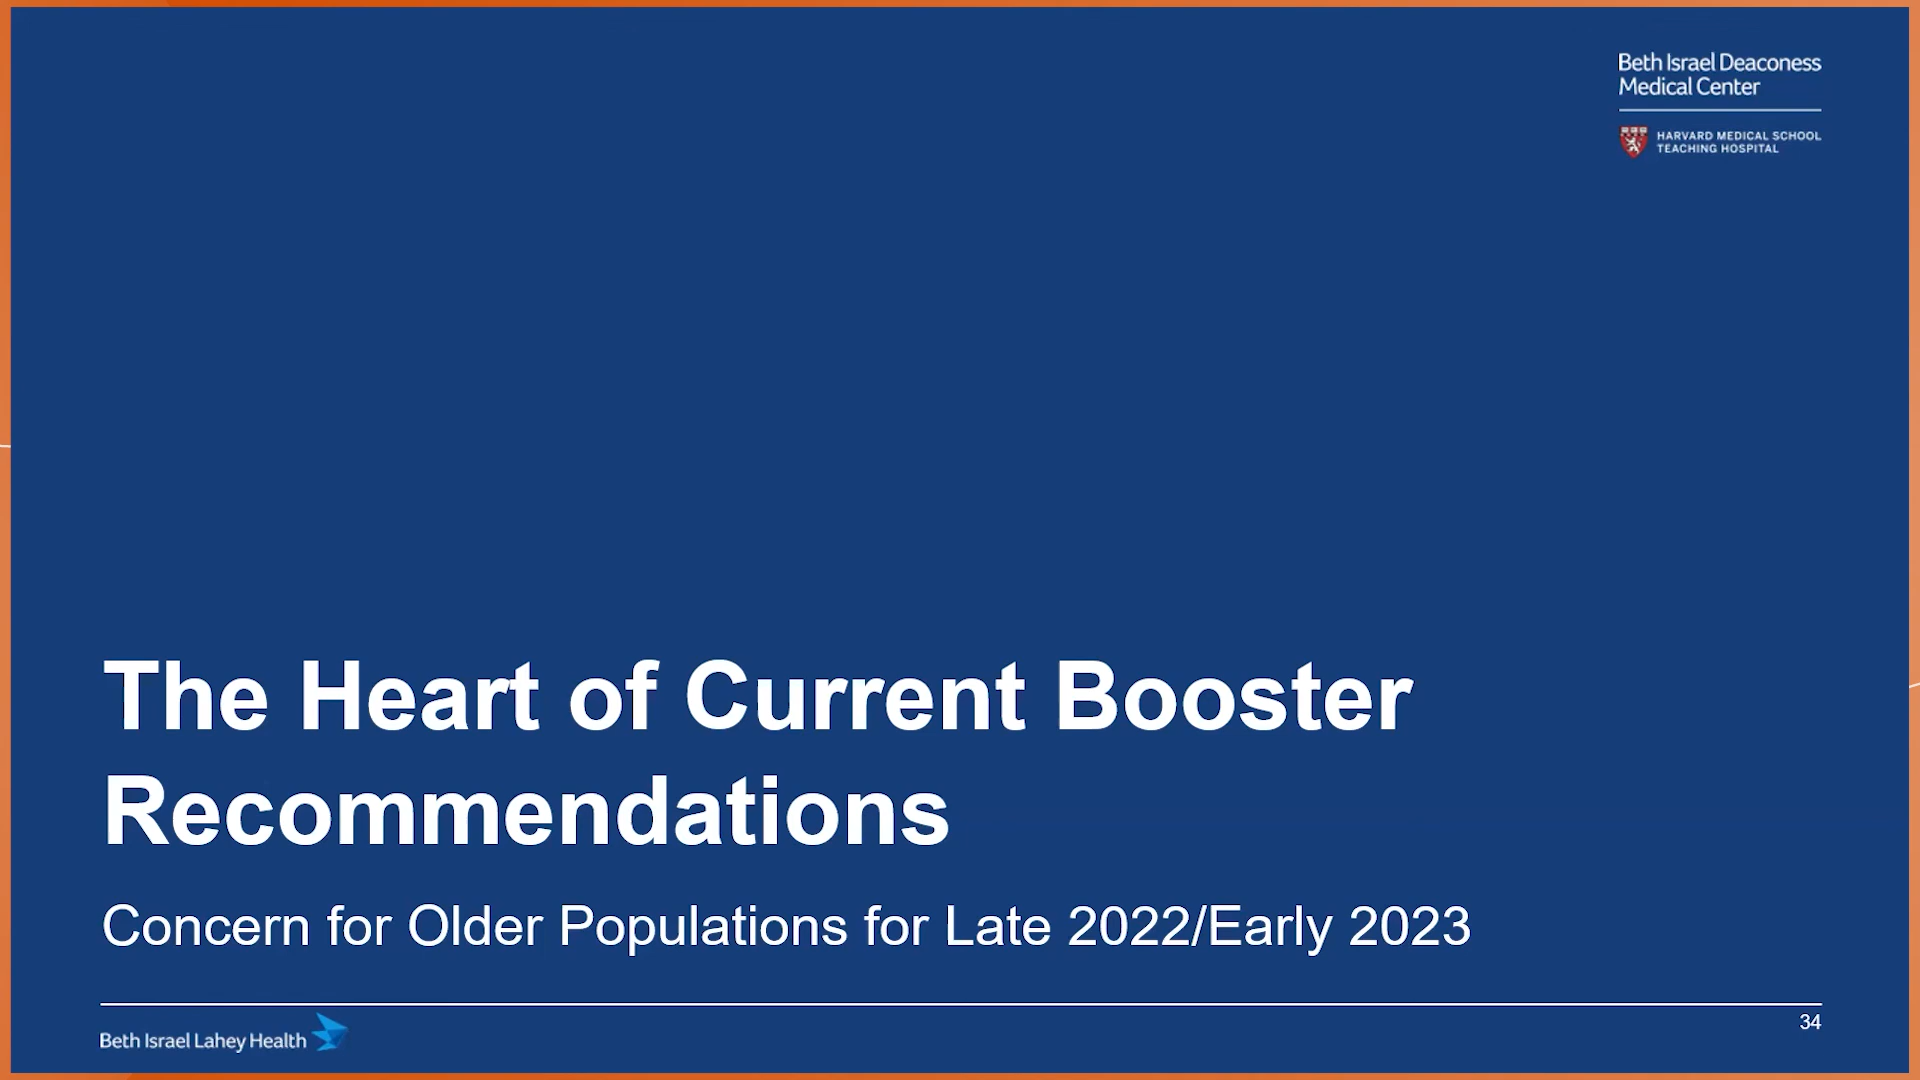 Beth Israel Deaconess
Medical Center
HARVARD MEDICAL SCHOOL
TEACHING HOSPITAL
The Heart of Current Booster
Recommendations
Concern for Older Populations for Late 2022/Early 2023
Beth Israel Lahey Health
34